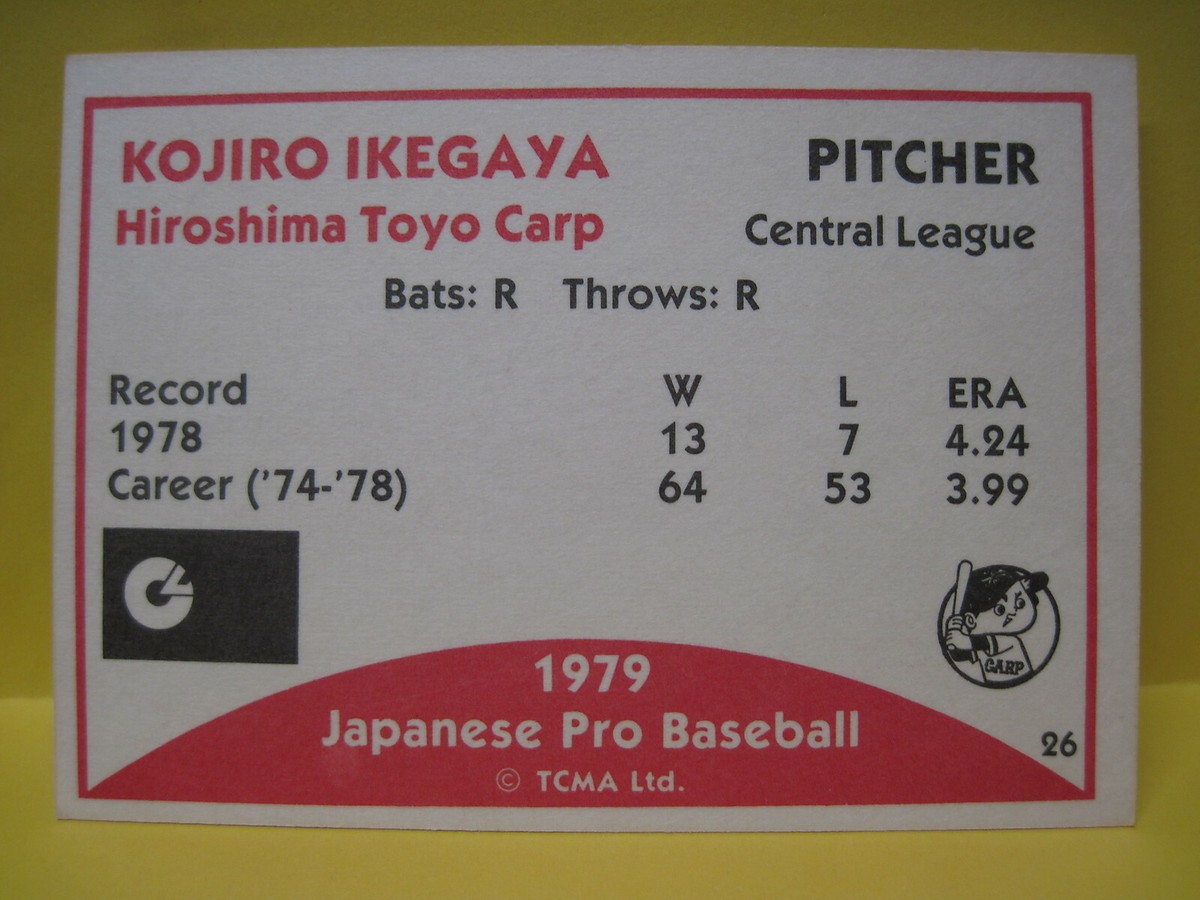 KOJIRO IKEGAYA PITCHER
Hiroshima Toyo Carp Central League
Bats: R Throws: R
Record W L ERA
1978 13 7 4.24
Career ('74-'78) 64 53 3.99
CARP
1979
Japanese Pro Baseball
26
© TCMA Ltd.